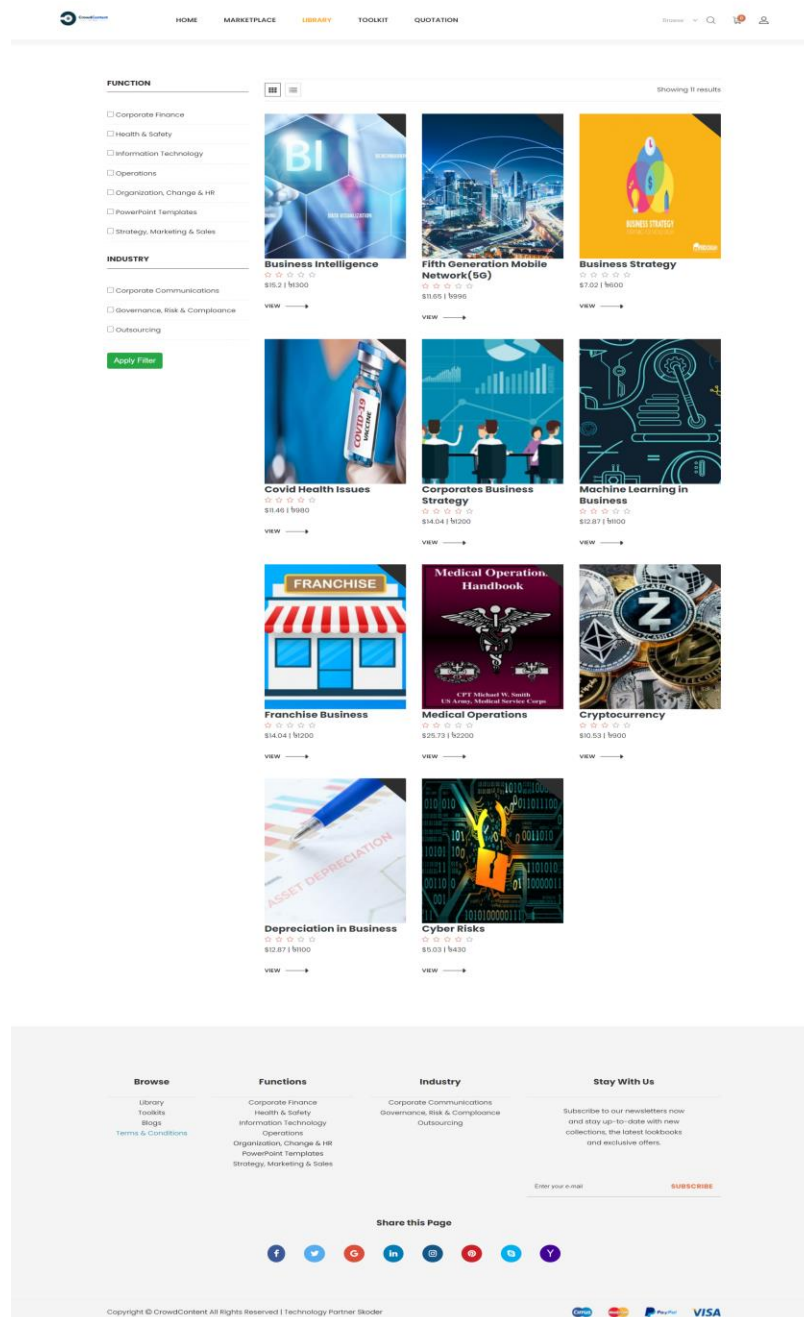 CrowdContent
HOME MARKETPLACE LIBRARY TOOLKIT QUOTATION
Browse
0
FUNCTION
Showing 11 results
Corporate Finance
Health & Safety
Information Technology
Operations
Organization, Change & HR
PowerPoint Templates
Strategy, Marketing & Sales
INDUSTRY
Corporate Communications
Governance, Risk & Comploance
Outsourcing
Apply Filter
BI
DATA VISUALIZATION
Business Intelligence
$15.2 | ৳1300
VIEW
Fifth Generation Mobile
Network(5G)
$11.65 | ৳996
VIEW
BUSINESS STRATEGY
Business Strategy
$7.02 | ৳600
VIEW
COVID-19
VACCINE
Covid Health Issues
$11.46 | ৳980
VIEW
Corporates Business
Strategy
$14.04 | ৳1200
VIEW
Machine Learning in
Business
$12.87 | ৳1100
VIEW
FRANCHISE
Franchise Business
$14.04 | ৳1200
VIEW
Medical Operation
Handbook
CPT Michael W. Smith
US Army, Medical Service Corps
Medical Operations
$25.73 | ৳2200
VIEW
ZCASH
Cryptocurrency
$10.53 | ৳900
VIEW
ASSET DEPRECIATION
Depreciation in Business
$12.87 | ৳1100
VIEW
Cyber Risks
$5.03 | ৳430
VIEW
Browse
Library
Toolkits
Blogs
Terms & Conditions
Functions
Corporate Finance
Health & Safety
Information Technology
Operations
Organization, Change & HR
PowerPoint Templates
Strategy, Marketing & Sales
Industry
Corporate Communications
Governance, Risk & Comploance
Outsourcing
Stay With Us
Subscribe to our newsletters now
and stay up-to-date with new
collections, the latest lookbooks
and exclusive offers.
Enter your e-mail SUBSCRIBE
Share this Page
Copyright © CrowdContent All Rights Reserved | Technology Partner Skoder
PayPal VISA